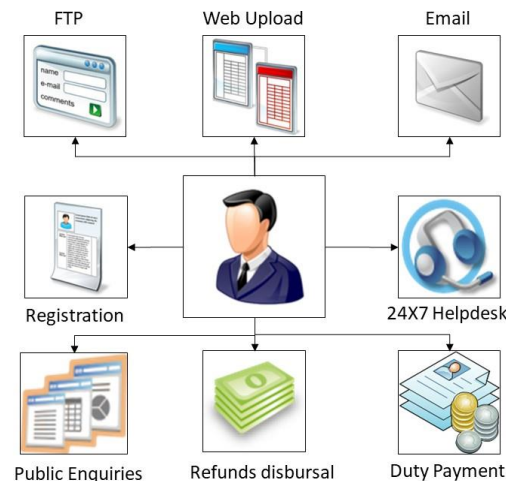 FTP
Web Upload
Email
name
e-mail
comments
Registration
24X7 Helpdesk
Public Enquiries
Refunds disbursal
Duty Payment